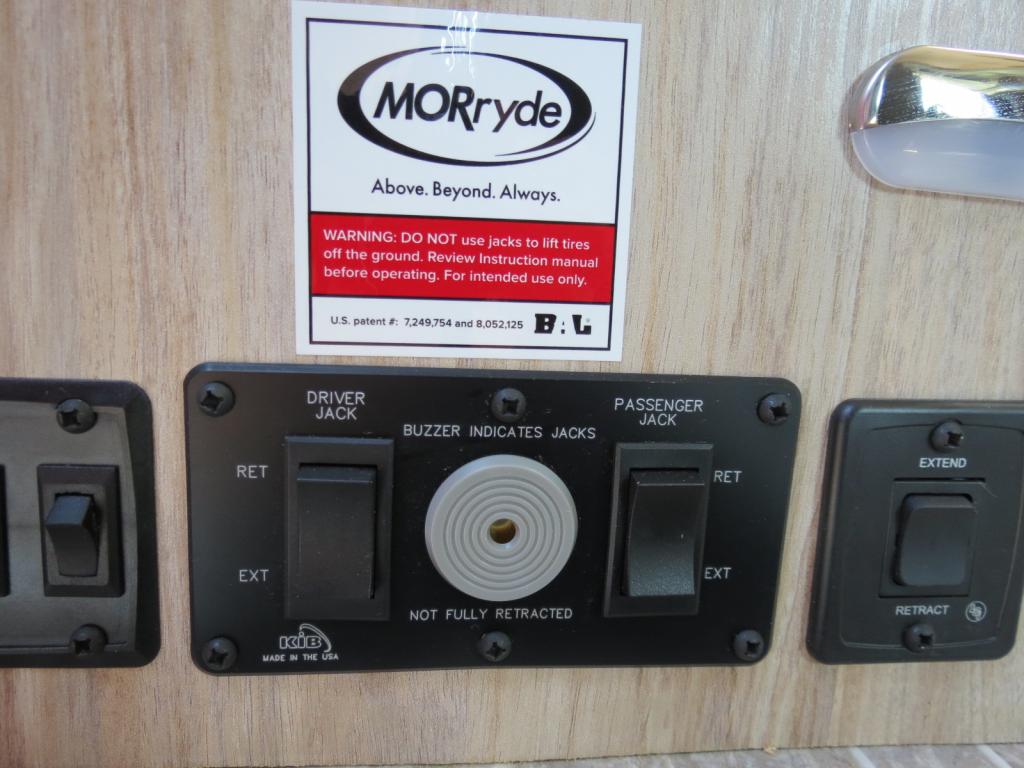 MORryde
Above. Beyond. Always.
WARNING: DO NOT use jacks to lift tires
off the ground. Review Instruction manual
before operating. For intended use only.
U.S. patent #: 7,249,754 and 8,052,125 BAL
DRIVER
JACK
BUZZER INDICATES JACKS
PASSENGER
JACK
RET
RET
EXT
EXT
NOT FULLY RETRACTED
KiB
MADE IN THE USA
EXTEND
RETRACT